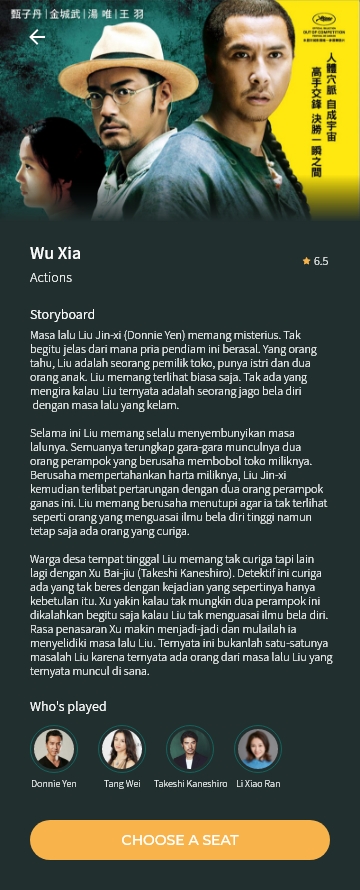 甄子丹|金城武|湯 唯|王 羽
OUT OF COMPETITION
人體穴脈 自成宇宙
高手交鋒 決勝一瞬之間
Wu Xia
6.5
Actions
Storyboard
Masa lalu Liu Jin-xi (Donnie Yen) memang misterius. Tak
begitu jelas dari mana pria pendiam ini berasal. Yang orang
tahu, Liu adalah seorang pemilik toko, punya istri dan dua
orang anak. Liu memang terlihat biasa saja. Tak ada yang
mengira kalau Liu ternyata adalah seorang jago bela diri
dengan masa lalu yang kelam.
Selama ini Liu memang selalu menyembunyikan masa
lalunya. Semuanya terungkap gara-gara munculnya dua
orang perampok yang berusaha membobol toko miliknya.
Berusaha mempertahankan harta miliknya, Liu Jin-xi
kemudian terlibat pertarungan dengan dua orang perampok
ganas ini. Liu memang berusaha menutupi agar ia tak terlihat
seperti orang yang menguasai ilmu bela diri tinggi namun
tetap saja ada orang yang curiga.
Warga desa tempat tinggal Liu memang tak curiga tapi lain
lagi dengan Xu Bai-jiu (Takeshi Kaneshiro). Detektif ini curiga
ada yang tak beres dengan kejadian yang sepertinya hanya
kebetulan itu. Xu yakin kalau tak mungkin dua perampok ini
dikalahkan begitu saja kalau Liu tak menguasai ilmu bela diri.
Rasa penasaran Xu makin menjadi-jadi dan mulailah ia
menyelidiki masa lalu Liu. Ternyata ini bukanlah satu-satunya
masalah Liu karena ternyata ada orang dari masa lalu Liu yang
ternyata muncul di sana.
Who's played
Donnie Yen
Tang Wei
Takeshi Kaneshiro
Li Xiao Ran
CHOOSE A SEAT